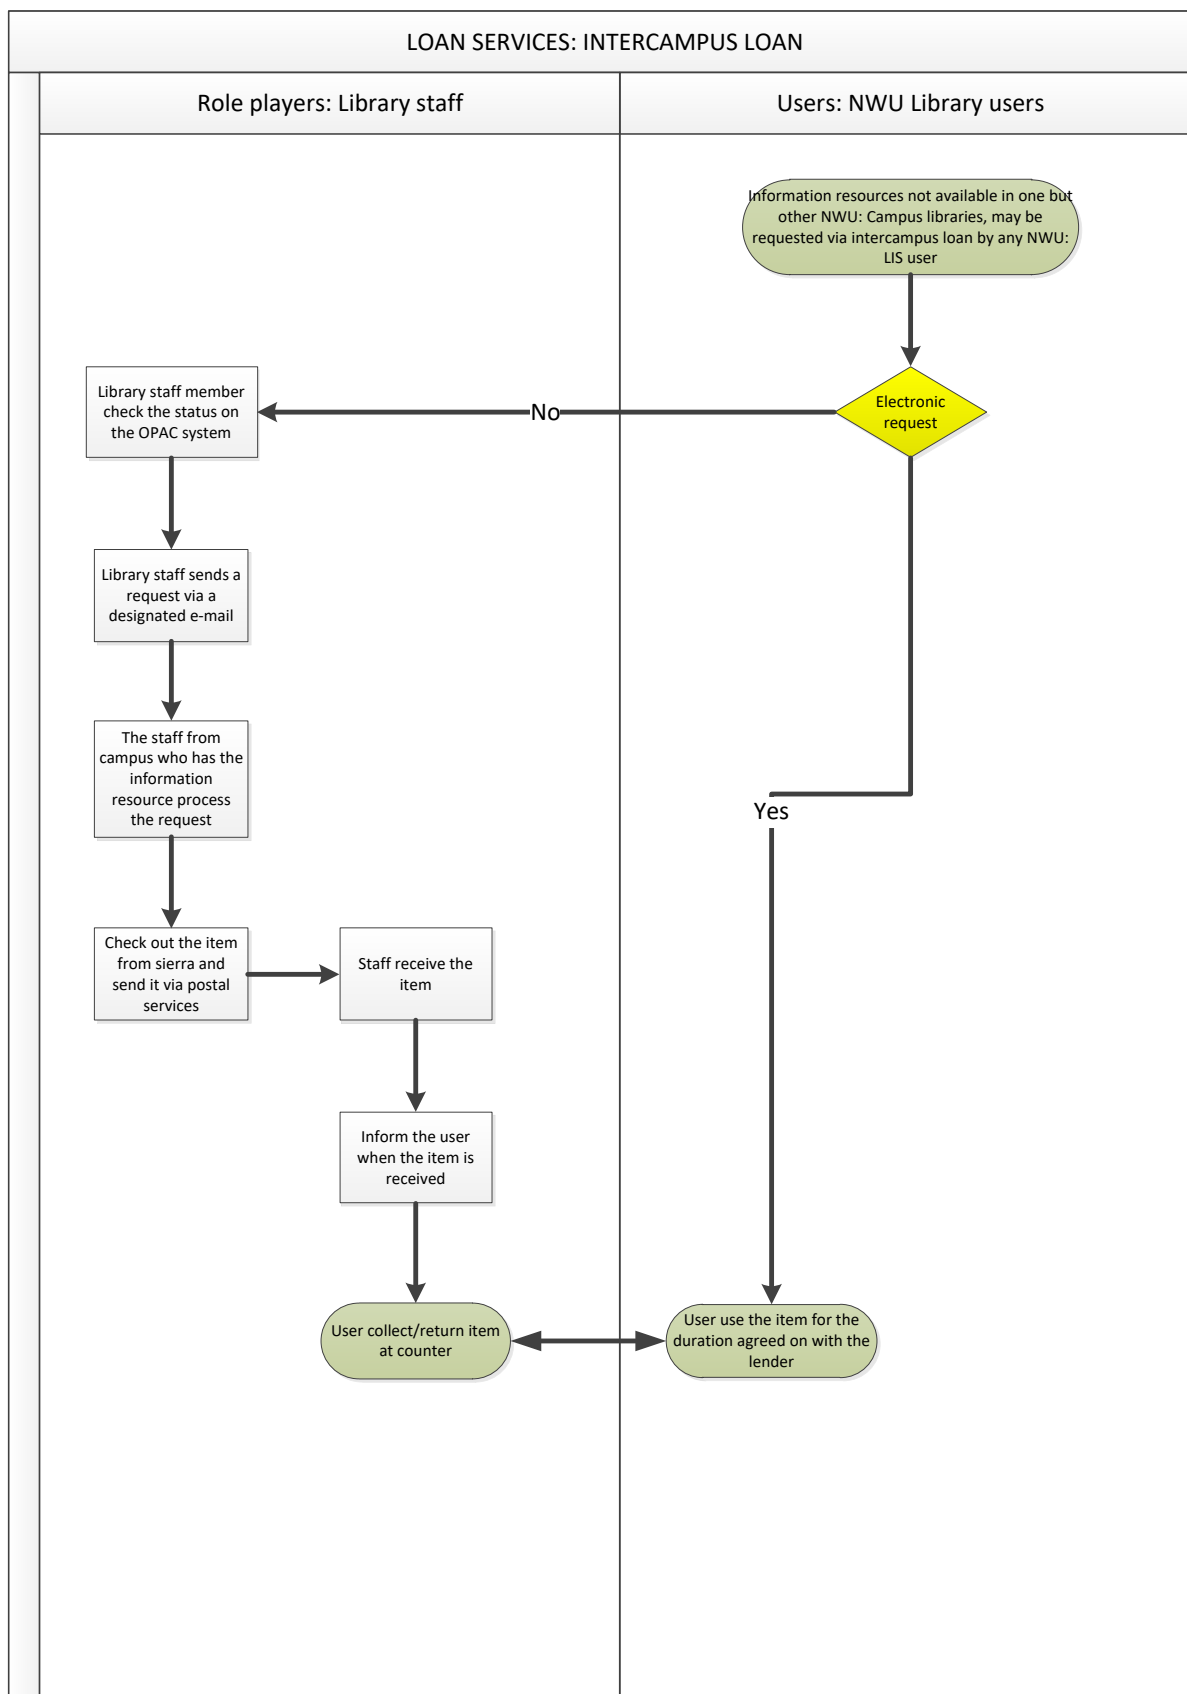 LOAN SERVICES: INTERCAMPUS LOAN
Role players: Library staff
Users: NWU Library users
Information resources not available in one but
other NWU: Campus libraries, may be
requested via intercampus loan by any NWU:
LIS user
Electronic
request
No
Library staff member
check the status on
the OPAC system
Library staff sends a
request via a
designated e-mail
The staff from
campus who has the
information
resource process
the request
Yes
Check out the item
from sierra and
send it via postal
services
Staff receive the
item
Inform the user
when the item is
received
User collect/return item
at counter
User use the item for the
duration agreed on with the
lender